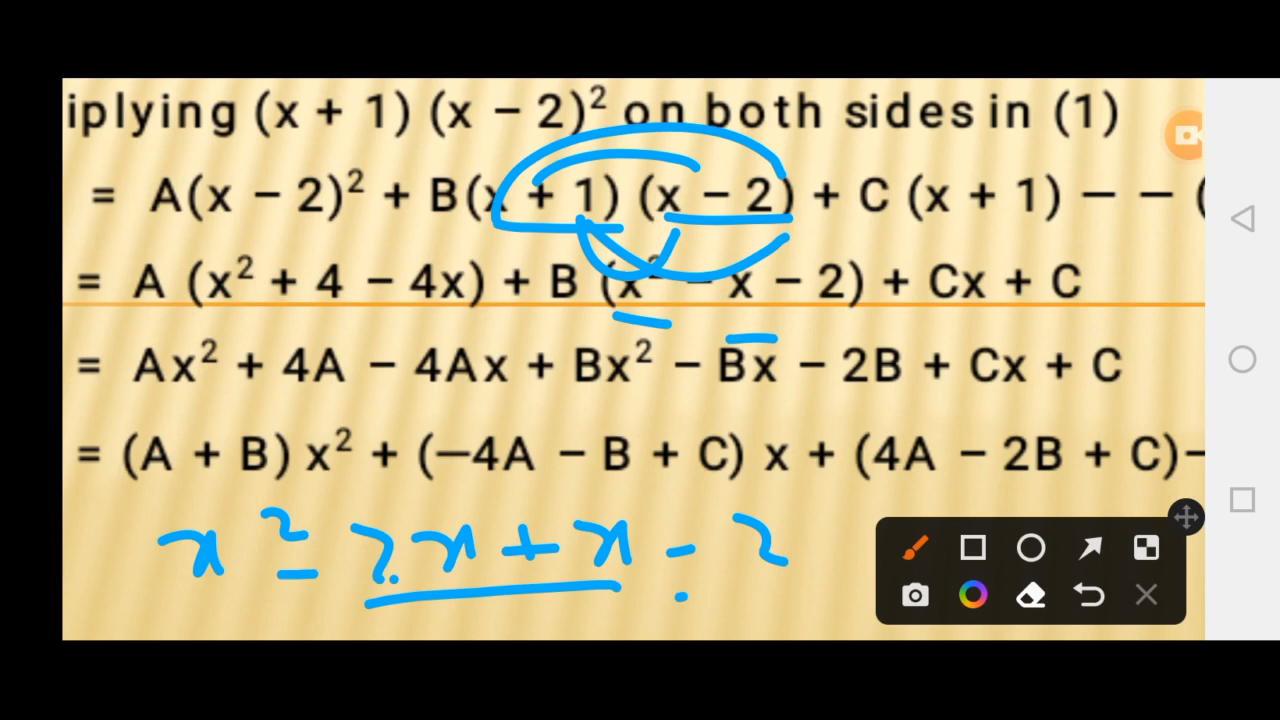 iplying (x + 1) (x − 2)² on both sides in (1)
= A(x − 2)² + B(x + 1) (x − 2) + C (x + 1) − − (
= A (x² + 4 − 4x) + B (x² − x − 2) + Cx + C
= Ax² + 4A − 4Ax + Bx² − Bx − 2B + Cx + C
= (A + B) x² + (−4A − B + C) x + (4A − 2B + C)−
x² − 2x + x − 2